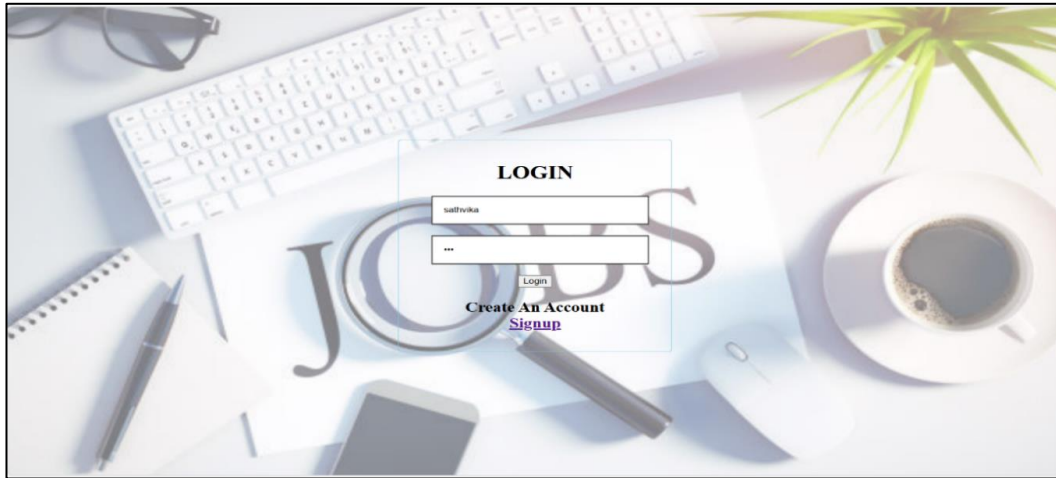 LOGIN
sathvika
•••
Login
JOBS
Create An Account
Signup